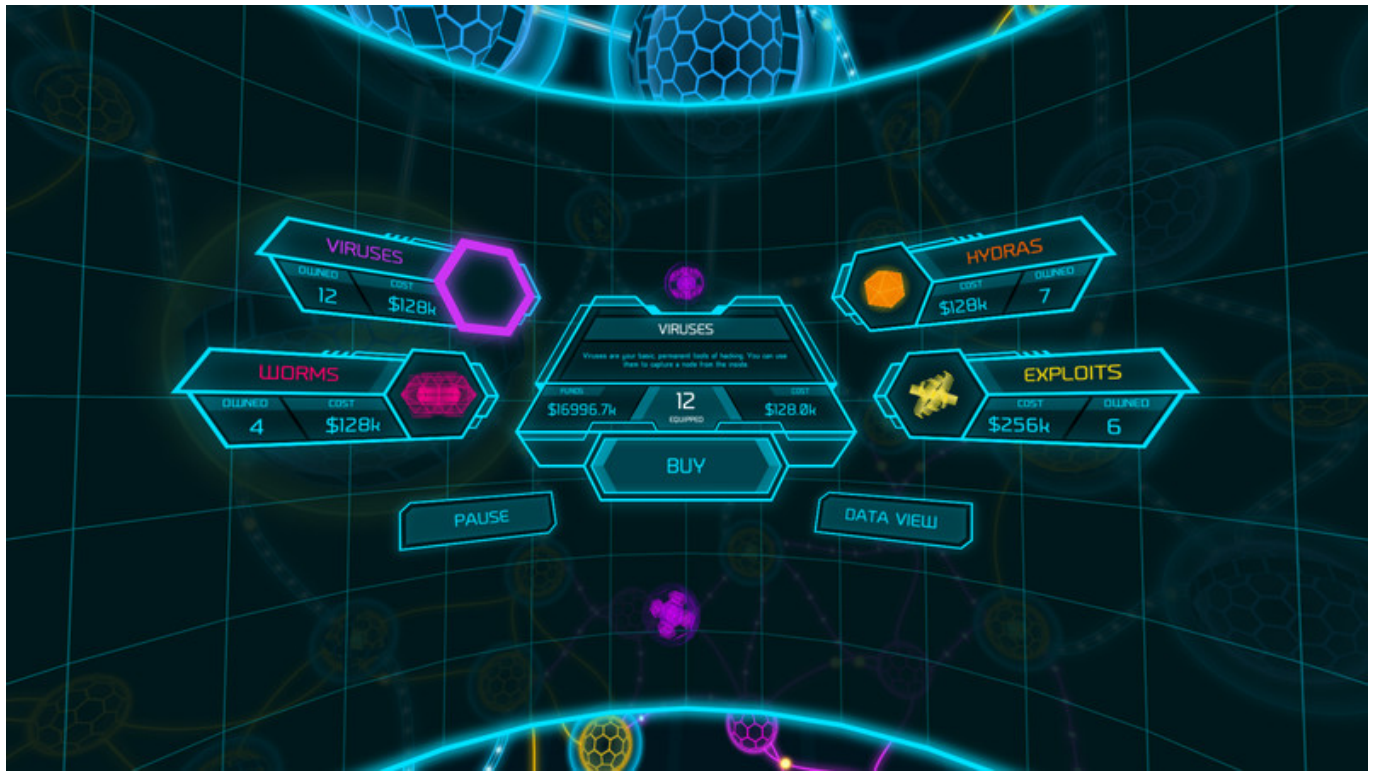 VIRUSES
OWNED
12
COST
$128k
HYDRAS
COST
$128k
OWNED
7
VIRUSES
Viruses are your basic, permanent tools of hacking. You can use
them to capture a node from the inside.
FUNDS
$16996.7k
12
EQUIPPED
COST
$128.0k
BUY
WORMS
OWNED
4
COST
$128k
EXPLOITS
COST
$256k
OWNED
6
PAUSE
DATA VIEW